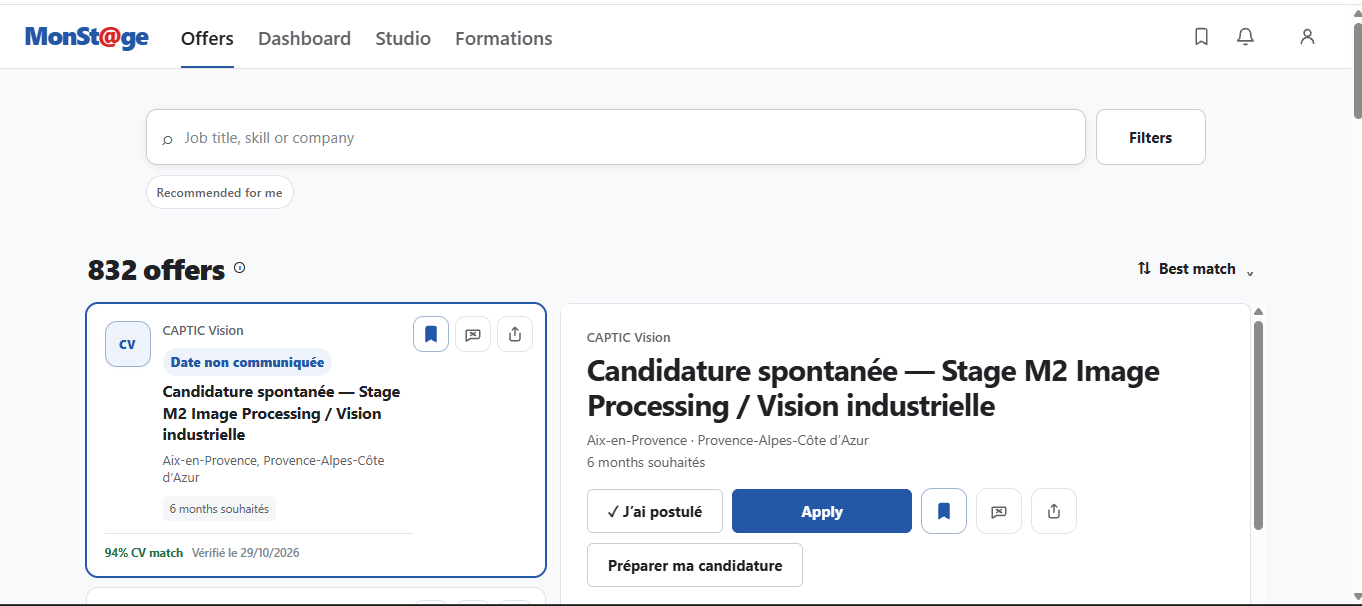 MonSt@ge Offers Dashboard Studio Formations
Job title, skill or company
Filters
Recommended for me
832 offers
Best match
CV
CAPTIC Vision
Date non communiquée
Candidature spontanée — Stage
M2 Image Processing / Vision
industrielle
Aix-en-Provence, Provence-Alpes-Côte
d’Azur
6 months souhaités
94% CV match Vérifié le 29/10/2026
CAPTIC Vision
Candidature spontanée — Stage M2 Image
Processing / Vision industrielle
Aix-en-Provence · Provence-Alpes-Côte d’Azur
6 months souhaités
✓ J’ai postulé
Apply
Préparer ma candidature